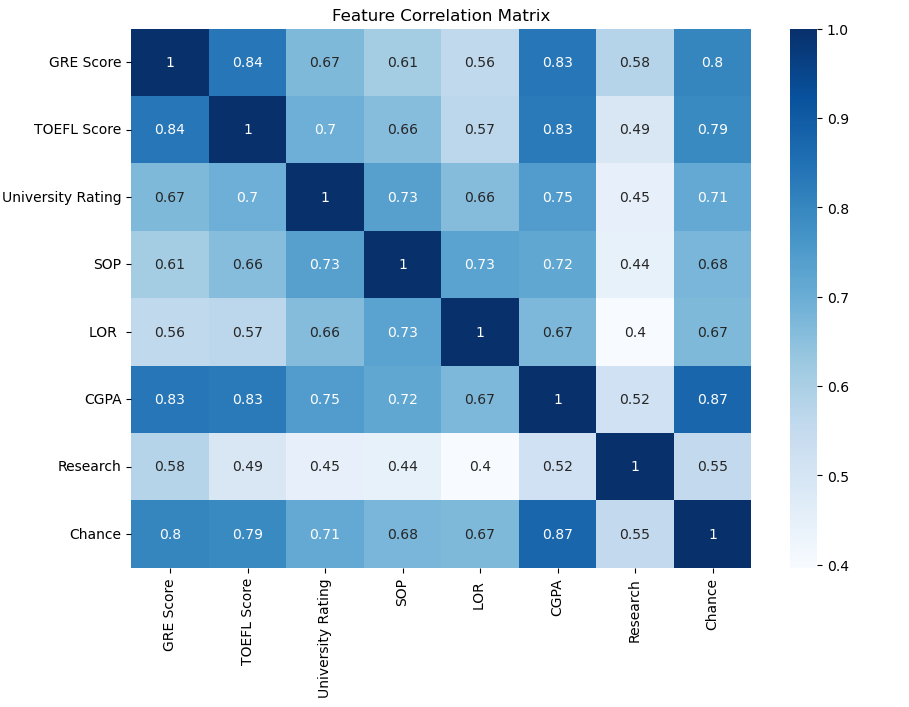 Feature Correlation Matrix
GRE Score 1 0.84 0.67 0.61 0.56 0.83 0.58 0.8
TOEFL Score 0.84 1 0.7 0.66 0.57 0.83 0.49 0.79
University Rating 0.67 0.7 1 0.73 0.66 0.75 0.45 0.71
SOP 0.61 0.66 0.73 1 0.73 0.72 0.44 0.68
LOR 0.56 0.57 0.66 0.73 1 0.67 0.4 0.67
CGPA 0.83 0.83 0.75 0.72 0.67 1 0.52 0.87
Research 0.58 0.49 0.45 0.44 0.4 0.52 1 0.55
Chance 0.8 0.79 0.71 0.68 0.67 0.87 0.55 1
GRE Score
TOEFL Score
University Rating
SOP
LOR
CGPA
Research
Chance
1.0
0.9
0.8
0.7
0.6
0.5
0.4